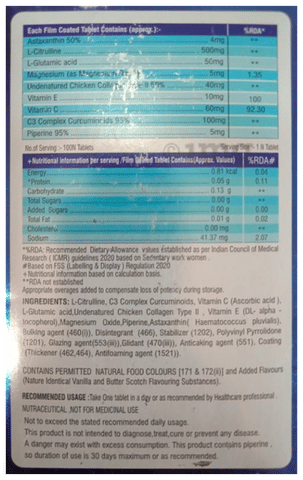 Each Film Coated Tablet Contains (approx.):- %RDA*
Astaxanthin 50% 4mg **
L-Citrulline 500mg **
L-Glutamic acid 50mg **
Magnesium (as Magnesium 5mg 1.35
Undenatured Chicken Collagen Type II 89% 40mg **
Vitamin E 10mg 100
Vitamin C 60mg 92.30
C3 Complex Curcuminoids 95% 100mg **
Piperine 95% 5mg **
No.of Serving :- 100% Tablets Serving Size :- 1 N Tablet
+Nutritional information per serving /Film Coated Tablet Contains(Approx. Values) %RDA#
Energy 0.81 kcal 0.04
*Protein 0.05 g 0.11
Carbohydrate 0.13 g **
Total Sugars 0.00 g **
Added Sugars 0.00 g 0.00
Total Fat 0.01 g 0.02
Cholesterol 0.00 mg **
Sodium 41.37 mg 2.07
*%RDA: Recommended Dietary-Allowance values established as per Indian Council of Medical
Research ( ICMR) guidelines 2020 based on Sedentary work women .
#Based on FSS (Labelling & Display ) Regulation 2020
+ Nutritional information based on calculation basis.
**RDA not established
Appropriate overages added to compensate loss of potency during storage.
INGREDIENTS: L-Citrulline, C3 Complex Curcuminoids, Vitamin C (Ascorbic acid ),
L-Glutamic acid,Undenatured Chicken Collagen Type II , Vitamin E (DL- alpha -
tocopherol),Magnesium Oxide,Piperine,Astaxanthin( Haematococcus pluvialis),
Bulking agent (460(i)), Disintegrant (466), Stabilizer (1202), Polyvinyl Pyrrolidone
(1201), Glazing agent(553(iii)),Glidant (470(iii)), Anticaking agent (551), Coating
(Thickener (462,464), Antifoaming agent (1521)).
CONTAINS PERMITTED NATURAL FOOD COLOURS [171 & 172(ii)] and Added Flavours
(Nature Identical Vanilla and Butter Scotch Flavouring Substances).
RECOMMENDED USAGE :Take One tablet in a day or as recommended by Healthcare professional .
NUTRACEUTICAL .NOT FOR MEDICINAL USE
Not to exceed the stated recommended daily usage.
This product is not intended to diagnose,treat,cure or prevent any disease.
A danger may exist with excess consumption. This product contains piperine ,
so duration of use is 30 days maximum or as recommended.